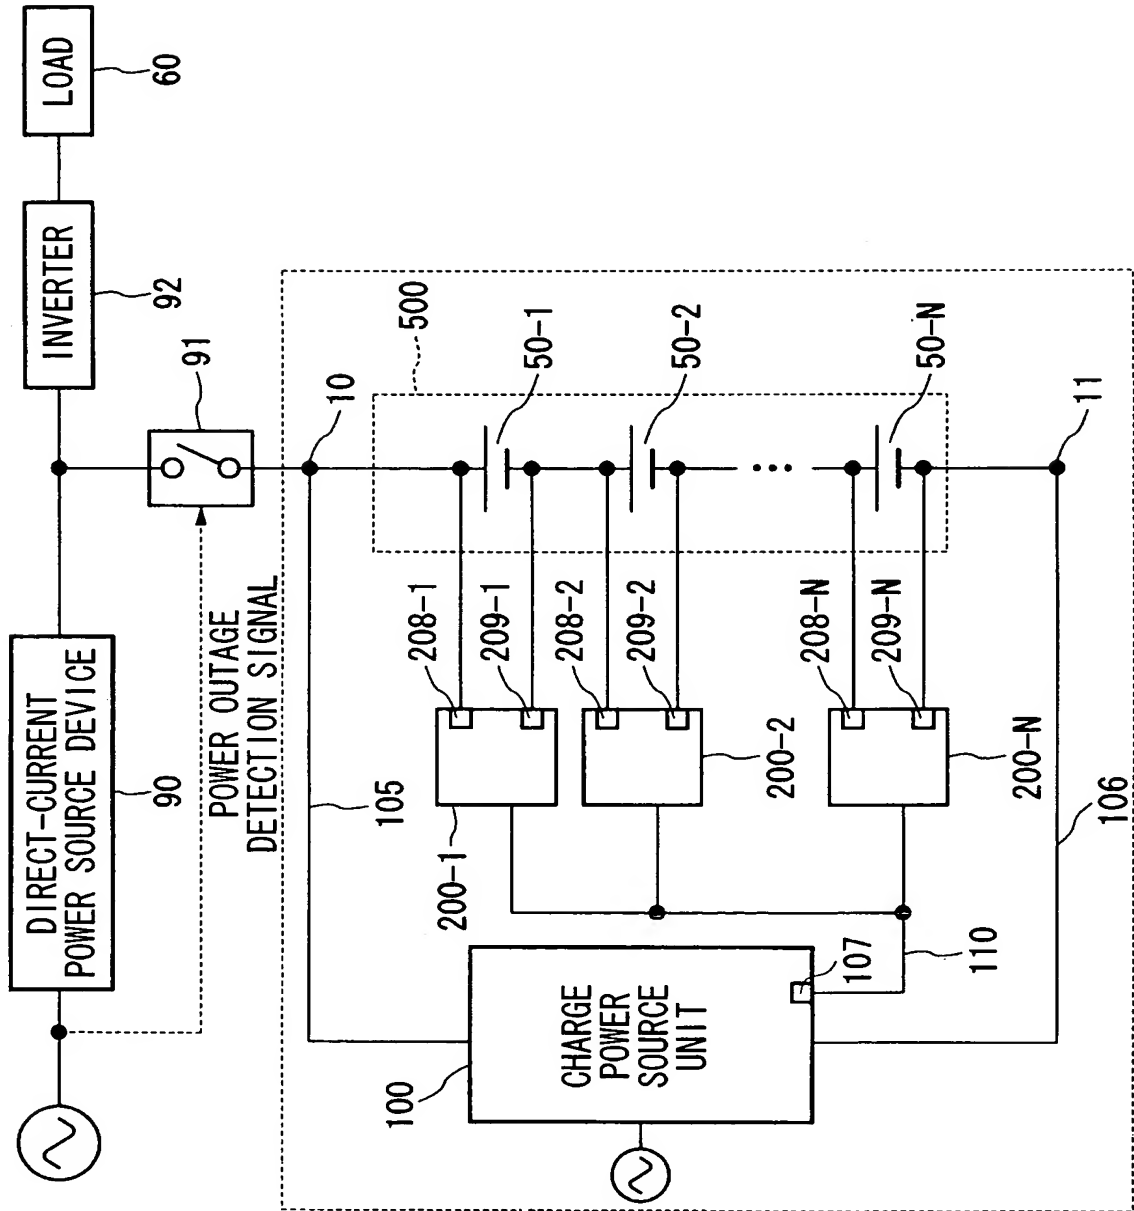 LOAD
60
INVERTER
92
91
DIRECT-CURRENT
POWER SOURCE DEVICE
90
POWER OUTAGE
DETECTION SIGNAL
10
500
50-1
50-2
50-N
11
208-1
209-1
208-2
209-2
208-N
209-N
105
200-1
200-2
200-N
106
100
CHARGE
POWER
SOURCE
UNIT
107
110